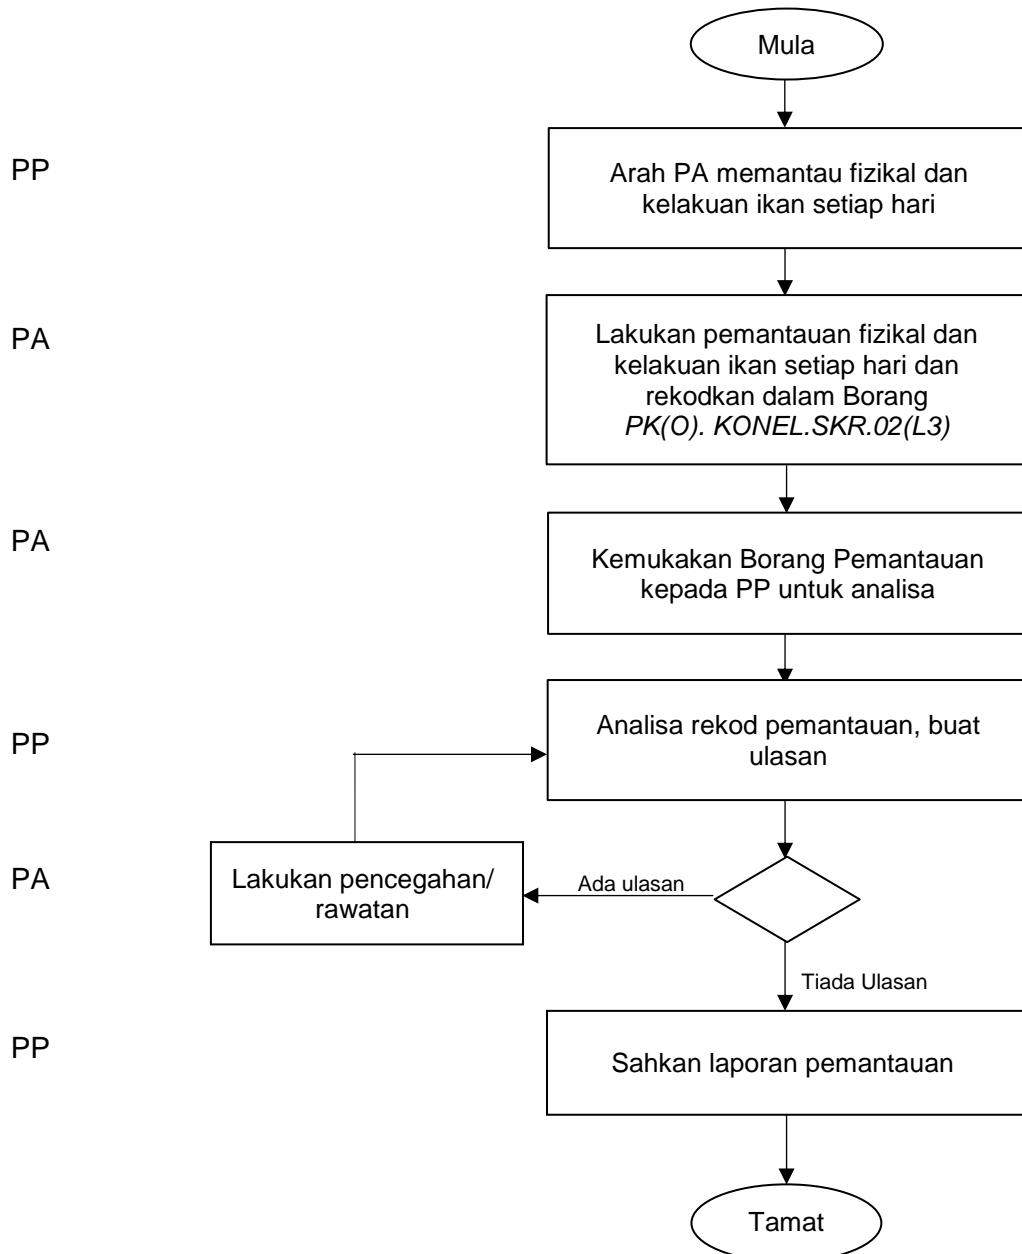 Mula
PP
Arah PA memantau fizikal dan
kelakuan ikan setiap hari
PA
Lakukan pemantauan fizikal dan
kelakuan ikan setiap hari dan
rekodkan dalam Borang
PK(O). KONEL.SKR.02(L3)
PA
Kemukakan Borang Pemantauan
kepada PP untuk analisa
PP
Analisa rekod pemantauan, buat
ulasan
PA
Lakukan pencegahan/
rawatan
Ada ulasan
Tiada Ulasan
PP
Sahkan laporan pemantauan
Tamat